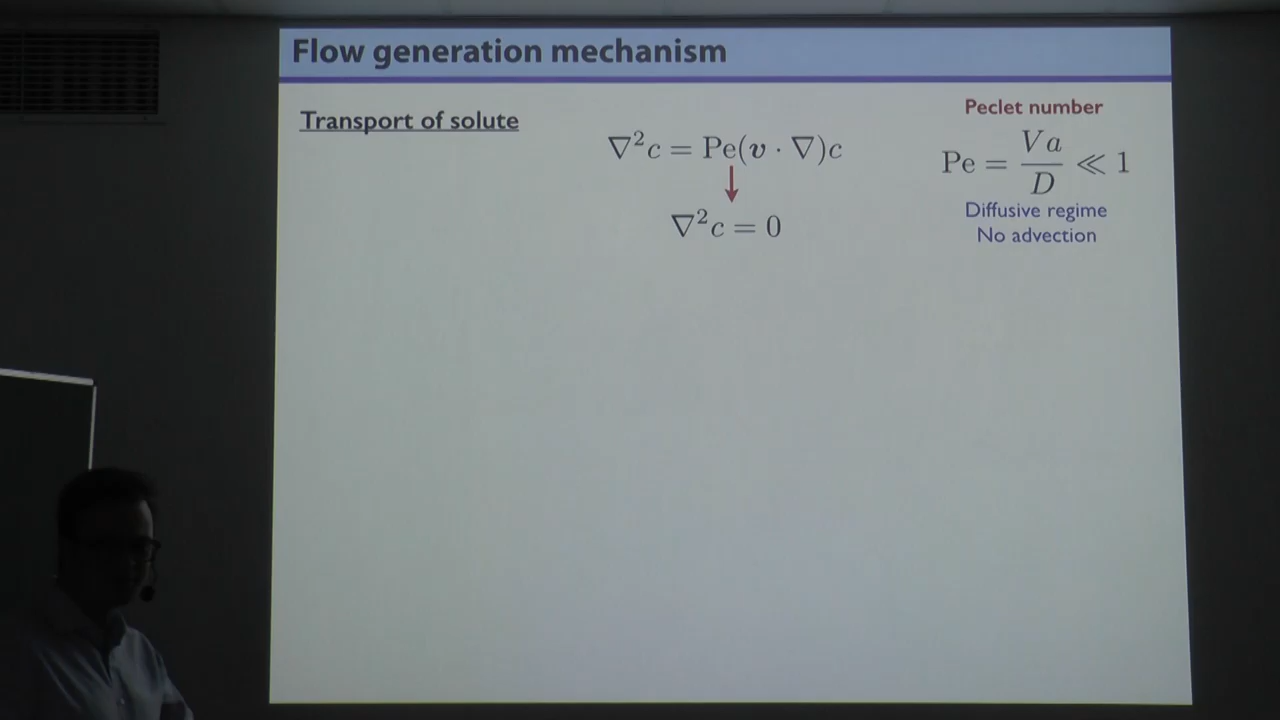 Flow generation mechanism
Transport of solute
∇²c = Pe(v · ∇)c
∇²c = 0
Peclet number
Pe = Va/D ≪ 1
Diffusive regime
No advection